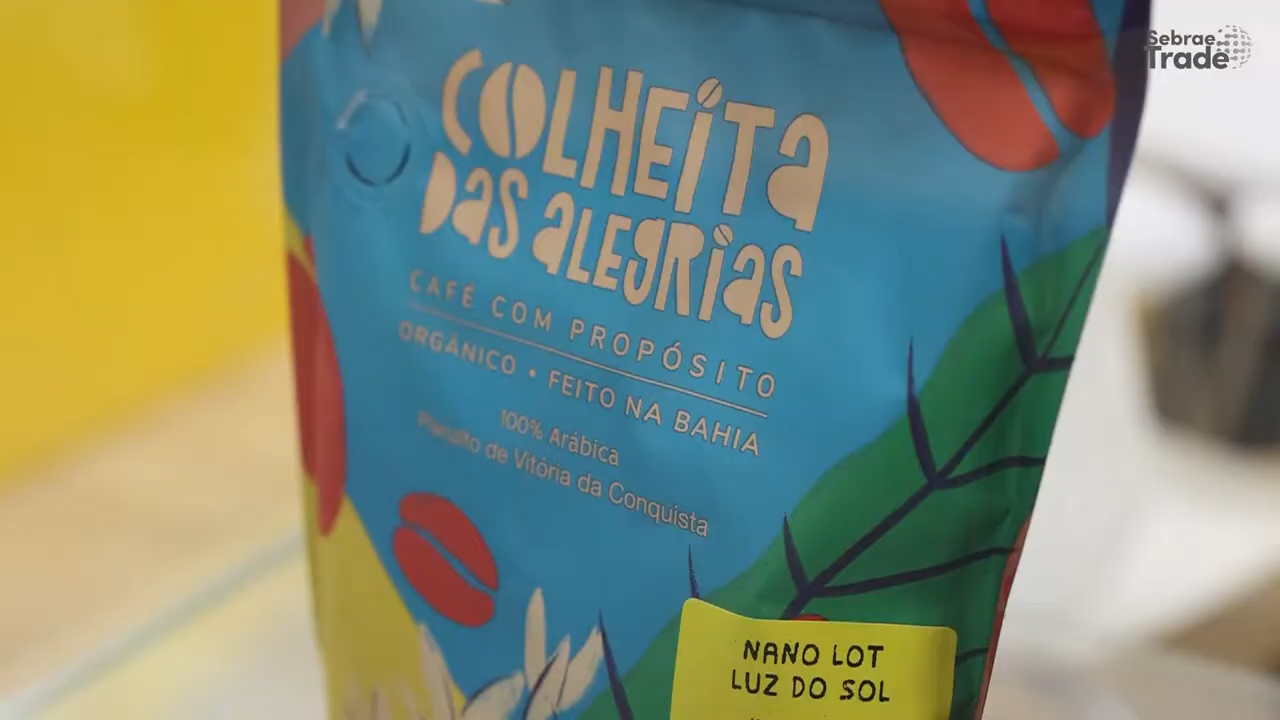 Sebrae
Trade
COLHEITA
DAS ALEGRIAS
CAFÉ COM PROPÓSITO
ORGÂNICO • FEITO NA BAHIA
100% Arábica
Planalto de Vitória da Conquista
NANO LOT
LUZ DO SOL